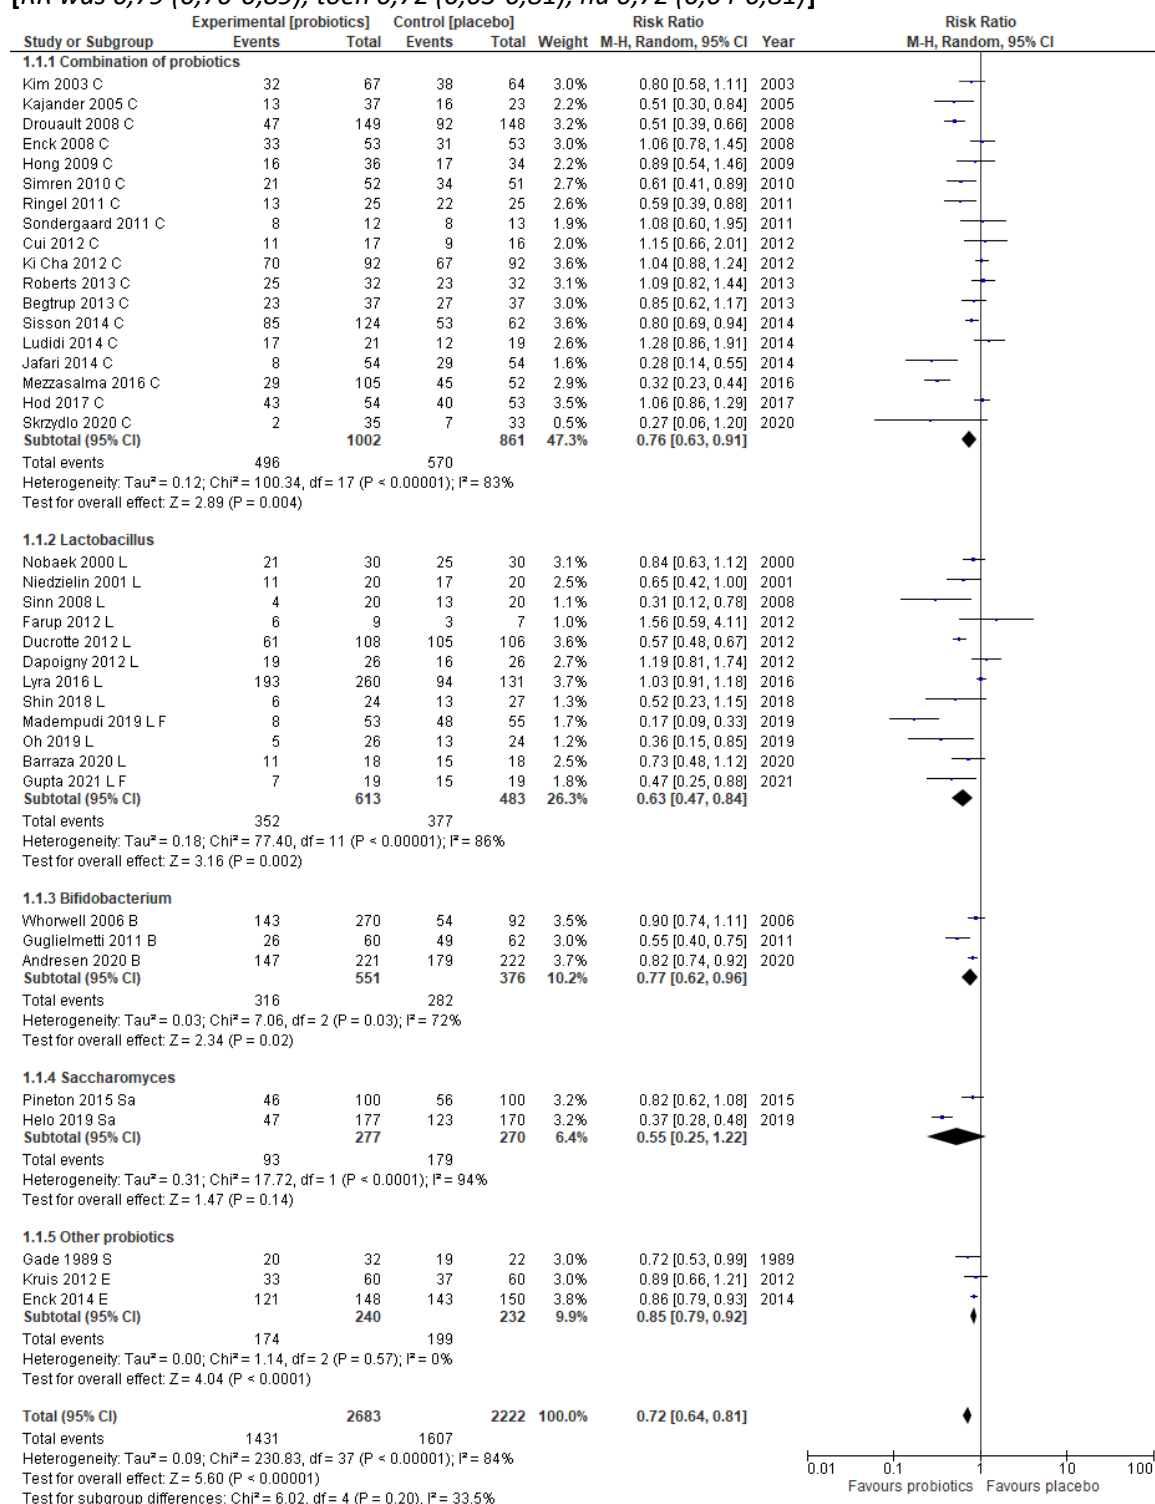 [RR was 0,79 (0,70-0,89); toen 0,72 (0,63-0,81); nu 0,72 (0,64-0,81)]
Experimental [probiotics] Control [placebo] Risk Ratio Risk Ratio
Study or Subgroup Events Total Events Total Weight M-H, Random, 95% CI Year M-H, Random, 95% CI
1.1.1 Combination of probiotics
Kim 2003 C 32 67 38 64 3.0% 0.80 [0.58, 1.11] 2003
Kajander 2005 C 13 37 16 23 2.2% 0.51 [0.30, 0.84] 2005
Drouault 2008 C 47 149 92 148 3.2% 0.51 [0.39, 0.66] 2008
Enck 2008 C 33 53 31 53 3.0% 1.06 [0.78, 1.45] 2008
Hong 2009 C 16 36 17 34 2.2% 0.89 [0.54, 1.46] 2009
Simren 2010 C 21 52 34 51 2.7% 0.61 [0.41, 0.89] 2010
Ringel 2011 C 13 25 22 25 2.6% 0.59 [0.39, 0.88] 2011
Sondergaard 2011 C 8 12 8 13 1.9% 1.08 [0.60, 1.95] 2011
Cui 2012 C 11 17 9 16 2.0% 1.15 [0.66, 2.01] 2012
Ki Cha 2012 C 70 92 67 92 3.6% 1.04 [0.88, 1.24] 2012
Roberts 2013 C 25 32 23 32 3.1% 1.09 [0.82, 1.44] 2013
Begtrup 2013 C 23 37 27 37 3.0% 0.85 [0.62, 1.17] 2013
Sisson 2014 C 85 124 53 62 3.6% 0.80 [0.69, 0.94] 2014
Ludidi 2014 C 17 21 12 19 2.6% 1.28 [0.86, 1.91] 2014
Jafari 2014 C 8 54 29 54 1.7% 0.28 [0.14, 0.55] 2014
Mezzasalma 2016 C 29 105 45 52 2.9% 0.32 [0.23, 0.44] 2016
Hod 2017 C 43 54 40 53 3.5% 1.06 [0.86, 1.29] 2017
Skrzydlo 2020 C 2 35 7 33 0.5% 0.27 [0.06, 1.20] 2020
Subtotal (95% CI) 1002 861 47.3% 0.76 [0.63, 0.91]
Total events 496 570
Heterogeneity: Tau² = 0.12; Chi² = 100.34, df = 17 (P < 0.00001); I² = 83%
Test for overall effect: Z = 2.89 (P = 0.004)
1.1.2 Lactobacillus
Nobaek 2000 L 21 30 25 30 3.1% 0.84 [0.63, 1.12] 2000
Niedzielin 2001 L 11 20 17 20 2.5% 0.65 [0.42, 1.00] 2001
Sinn 2008 L 4 20 13 20 1.1% 0.31 [0.12, 0.78] 2008
Farup 2012 L 6 9 3 7 1.0% 1.56 [0.59, 4.11] 2012
Ducrotte 2012 L 61 108 105 106 3.6% 0.57 [0.48, 0.67] 2012
Dapoigny 2012 L 19 26 16 26 2.7% 1.19 [0.81, 1.74] 2012
Lyra 2016 L 193 260 94 131 3.7% 1.03 [0.91, 1.18] 2016
Shin 2018 L 6 24 13 27 1.3% 0.52 [0.23, 1.15] 2018
Madempudi 2019 L F 8 53 48 55 1.7% 0.17 [0.09, 0.33] 2019
Oh 2019 L 5 26 13 24 1.2% 0.36 [0.15, 0.85] 2019
Barraza 2020 L 11 18 15 18 2.5% 0.73 [0.48, 1.12] 2020
Gupta 2021 L F 7 19 15 19 1.8% 0.47 [0.25, 0.88] 2021
Subtotal (95% CI) 613 483 26.3% 0.63 [0.47, 0.84]
Total events 352 377
Heterogeneity: Tau² = 0.18; Chi² = 77.40, df = 11 (P < 0.00001); I² = 86%
Test for overall effect: Z = 3.16 (P = 0.002)
1.1.3 Bifidobacterium
Whorwell 2006 B 143 270 54 92 3.5% 0.90 [0.74, 1.11] 2006
Guglielmetti 2011 B 26 60 49 62 3.0% 0.55 [0.40, 0.75] 2011
Andresen 2020 B 147 221 179 222 3.7% 0.82 [0.74, 0.92] 2020
Subtotal (95% CI) 551 376 10.2% 0.77 [0.62, 0.96]
Total events 316 282
Heterogeneity: Tau² = 0.03; Chi² = 7.06, df = 2 (P = 0.03); I² = 72%
Test for overall effect: Z = 2.34 (P = 0.02)
1.1.4 Saccharomyces
Pineton 2015 Sa 46 100 56 100 3.2% 0.82 [0.62, 1.08] 2015
Helo 2019 Sa 47 177 123 170 3.2% 0.37 [0.28, 0.48] 2019
Subtotal (95% CI) 277 270 6.4% 0.55 [0.25, 1.22]
Total events 93 179
Heterogeneity: Tau² = 0.31; Chi² = 17.72, df = 1 (P < 0.0001); I² = 94%
Test for overall effect: Z = 1.47 (P = 0.14)
1.1.5 Other probiotics
Gade 1989 S 20 32 19 22 3.0% 0.72 [0.53, 0.99] 1989
Kruis 2012 E 33 60 37 60 3.0% 0.89 [0.66, 1.21] 2012
Enck 2014 E 121 148 143 150 3.8% 0.86 [0.79, 0.93] 2014
Subtotal (95% CI) 240 232 9.9% 0.85 [0.79, 0.92]
Total events 174 199
Heterogeneity: Tau² = 0.00; Chi² = 1.14, df = 2 (P = 0.57); I² = 0%
Test for overall effect: Z = 4.04 (P < 0.0001)
Total (95% CI) 2683 2222 100.0% 0.72 [0.64, 0.81]
Total events 1431 1607
Heterogeneity: Tau² = 0.09; Chi² = 230.83, df = 37 (P < 0.00001); I² = 84%
Test for overall effect: Z = 5.60 (P < 0.00001)
Test for subgroup differences: Chi² = 6.02, df = 4 (P = 0.20), I² = 33.5%
0.01 0.1 1 10 100
Favours probiotics Favours placebo